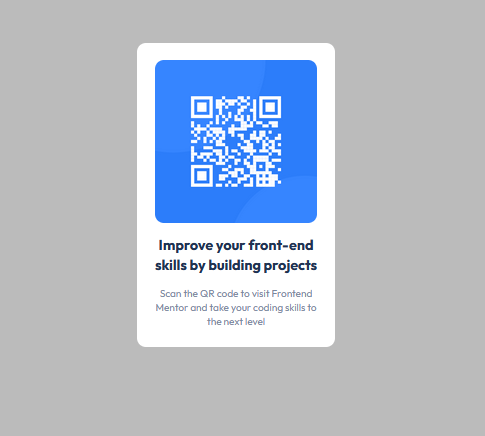 Improve your front-end
skills by building projects
Scan the QR code to visit Frontend
Mentor and take your coding skills to
the next level